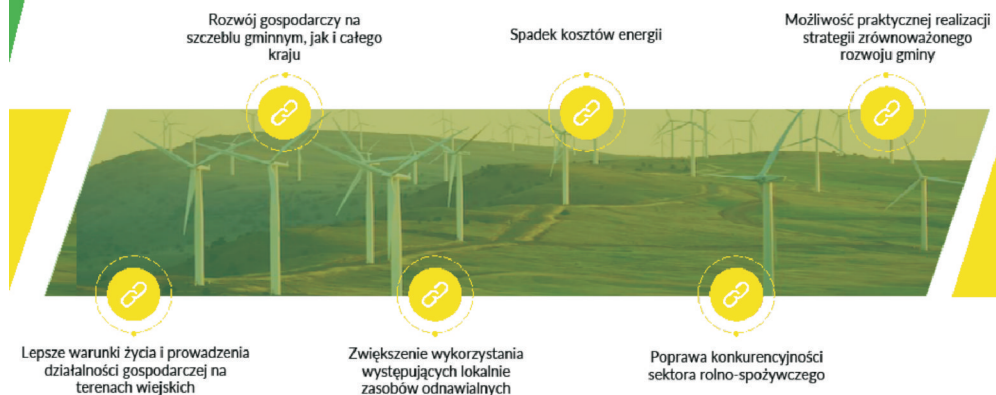 Rozwój gospodarczy na
szczeblu gminnym, jak i całego
kraju
Spadek kosztów energii
Możliwość praktycznej realizacji
strategii zrównoważonego
rozwoju gminy
Lepsze warunki życia i prowadzenia
działalności gospodarczej na
terenach wiejskich
Zwiększenie wykorzystania
występujących lokalnie
zasobów odnawialnych
Poprawa konkurencyjności
sektora rolno-spożywczego